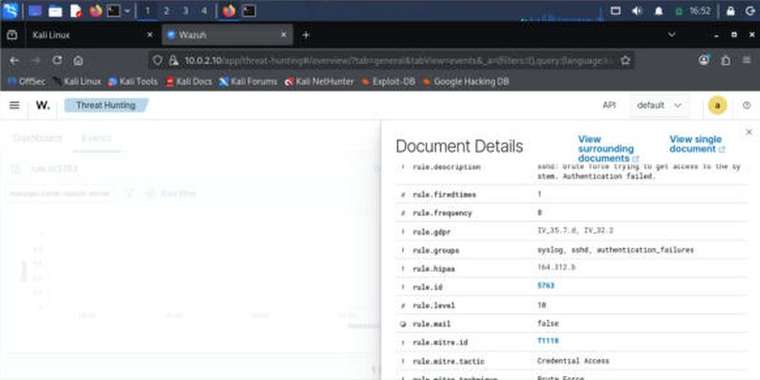 1 2 3 4
16:52
Kali Linux
Wazuh
10.0.2.10/app/threat-hunting#/overview/?tab=general&tabView=events&_a=(filters:!(),query:(language:k
OffSec Kali Linux Kali Tools Kali Docs Kali Forums Kali NetHunter Exploit-DB Google Hacking DB
W. Threat Hunting API default a
Dashboard Events
Document Details
View surrounding documents
View single document
rule.description sshd: brute force trying to get access to the sy
stem. Authentication failed.
rule.firedtimes 1
rule.frequency 8
rule.gdpr IV_35.7.d, IV_32.2
rule.groups syslog, sshd, authentication_failures
rule.hipaa 164.312.b
rule.id 5763
rule.level 10
rule.mail false
rule.mitre.id T1110
rule.mitre.tactic Credential Access
rule.mitre.technique Brute Force